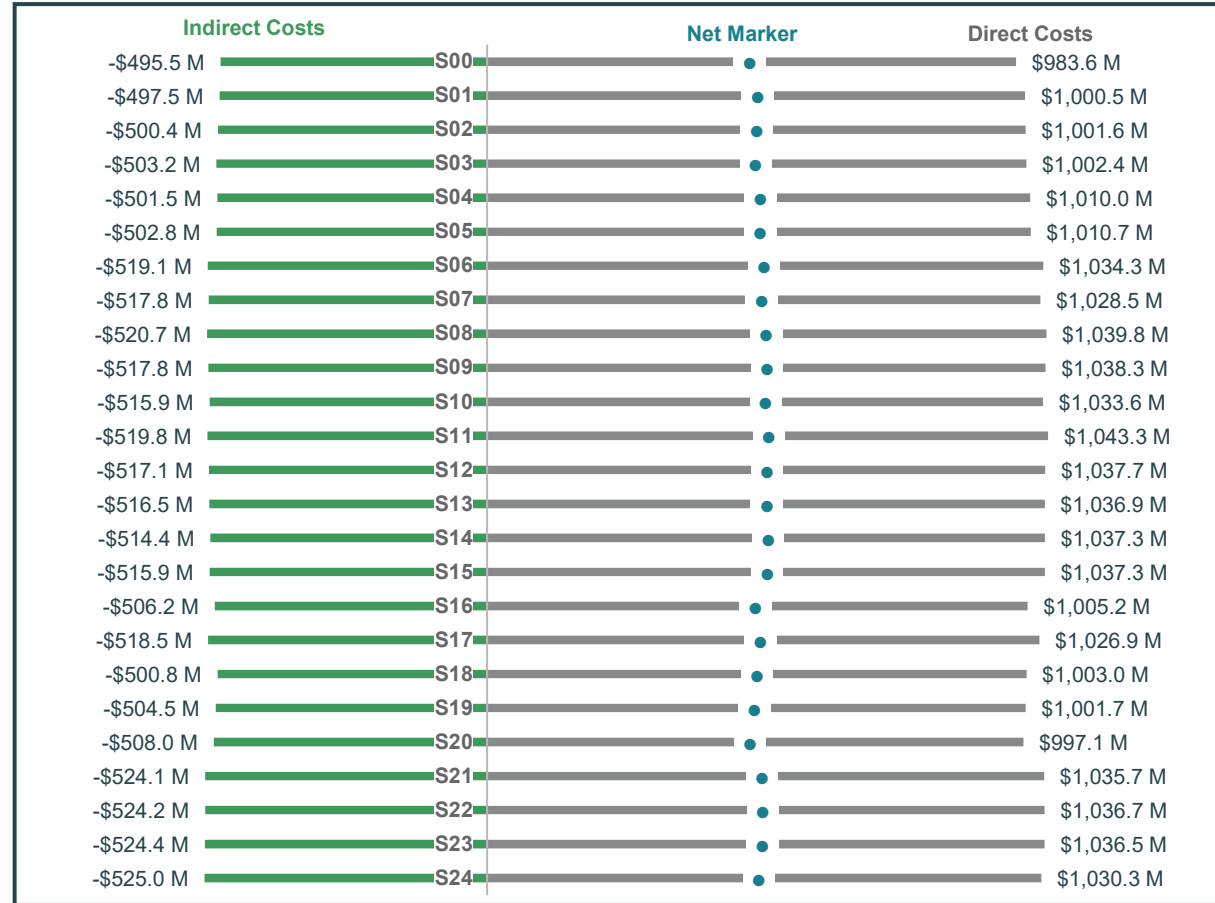 Indirect Costs Net Marker Direct Costs
-$495.5 M S00 $983.6 M
-$497.5 M S01 $1,000.5 M
-$500.4 M S02 $1,001.6 M
-$503.2 M S03 $1,002.4 M
-$501.5 M S04 $1,010.0 M
-$502.8 M S05 $1,010.7 M
-$519.1 M S06 $1,034.3 M
-$517.8 M S07 $1,028.5 M
-$520.7 M S08 $1,039.8 M
-$517.8 M S09 $1,038.3 M
-$515.9 M S10 $1,033.6 M
-$519.8 M S11 $1,043.3 M
-$517.1 M S12 $1,037.7 M
-$516.5 M S13 $1,036.9 M
-$514.4 M S14 $1,037.3 M
-$515.9 M S15 $1,037.3 M
-$506.2 M S16 $1,005.2 M
-$518.5 M S17 $1,026.9 M
-$500.8 M S18 $1,003.0 M
-$504.5 M S19 $1,001.7 M
-$508.0 M S20 $997.1 M
-$524.1 M S21 $1,035.7 M
-$524.2 M S22 $1,036.7 M
-$524.4 M S23 $1,036.5 M
-$525.0 M S24 $1,030.3 M